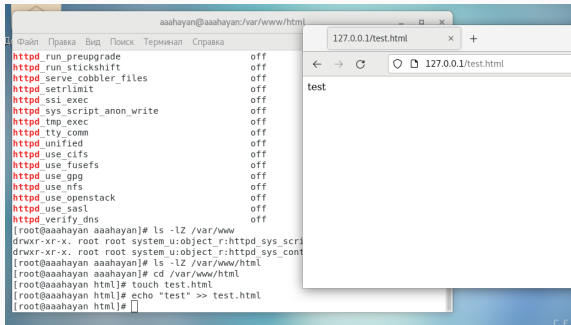 aaahayan@aaahayan:/var/www/html
Файл Правка Вид Поиск Терминал Справка
httpd_run_preupgrade off
httpd_run_stickshift off
httpd_serve_cobbler_files off
httpd_setrlimit off
httpd_ssi_exec off
httpd_sys_script_anon_write off
httpd_tmp_exec off
httpd_tty_comm off
httpd_unified off
httpd_use_cifs off
httpd_use_fusefs off
httpd_use_gpg off
httpd_use_nfs off
httpd_use_openstack off
httpd_use_sasl off
httpd_verify_dns off
[root@aaahayan aaahayan]# ls -lZ /var/www
drwxr-xr-x. root root system_u:object_r:httpd_sys_scri
drwxr-xr-x. root root system_u:object_r:httpd_sys_cont
[root@aaahayan aaahayan]# ls -lZ /var/www/html
[root@aaahayan aaahayan]# cd /var/www/html
[root@aaahayan html]# touch test.html
[root@aaahayan html]# echo "test" >> test.html
[root@aaahayan html]#
127.0.0.1/test.html × +
127.0.0.1/test.html
test